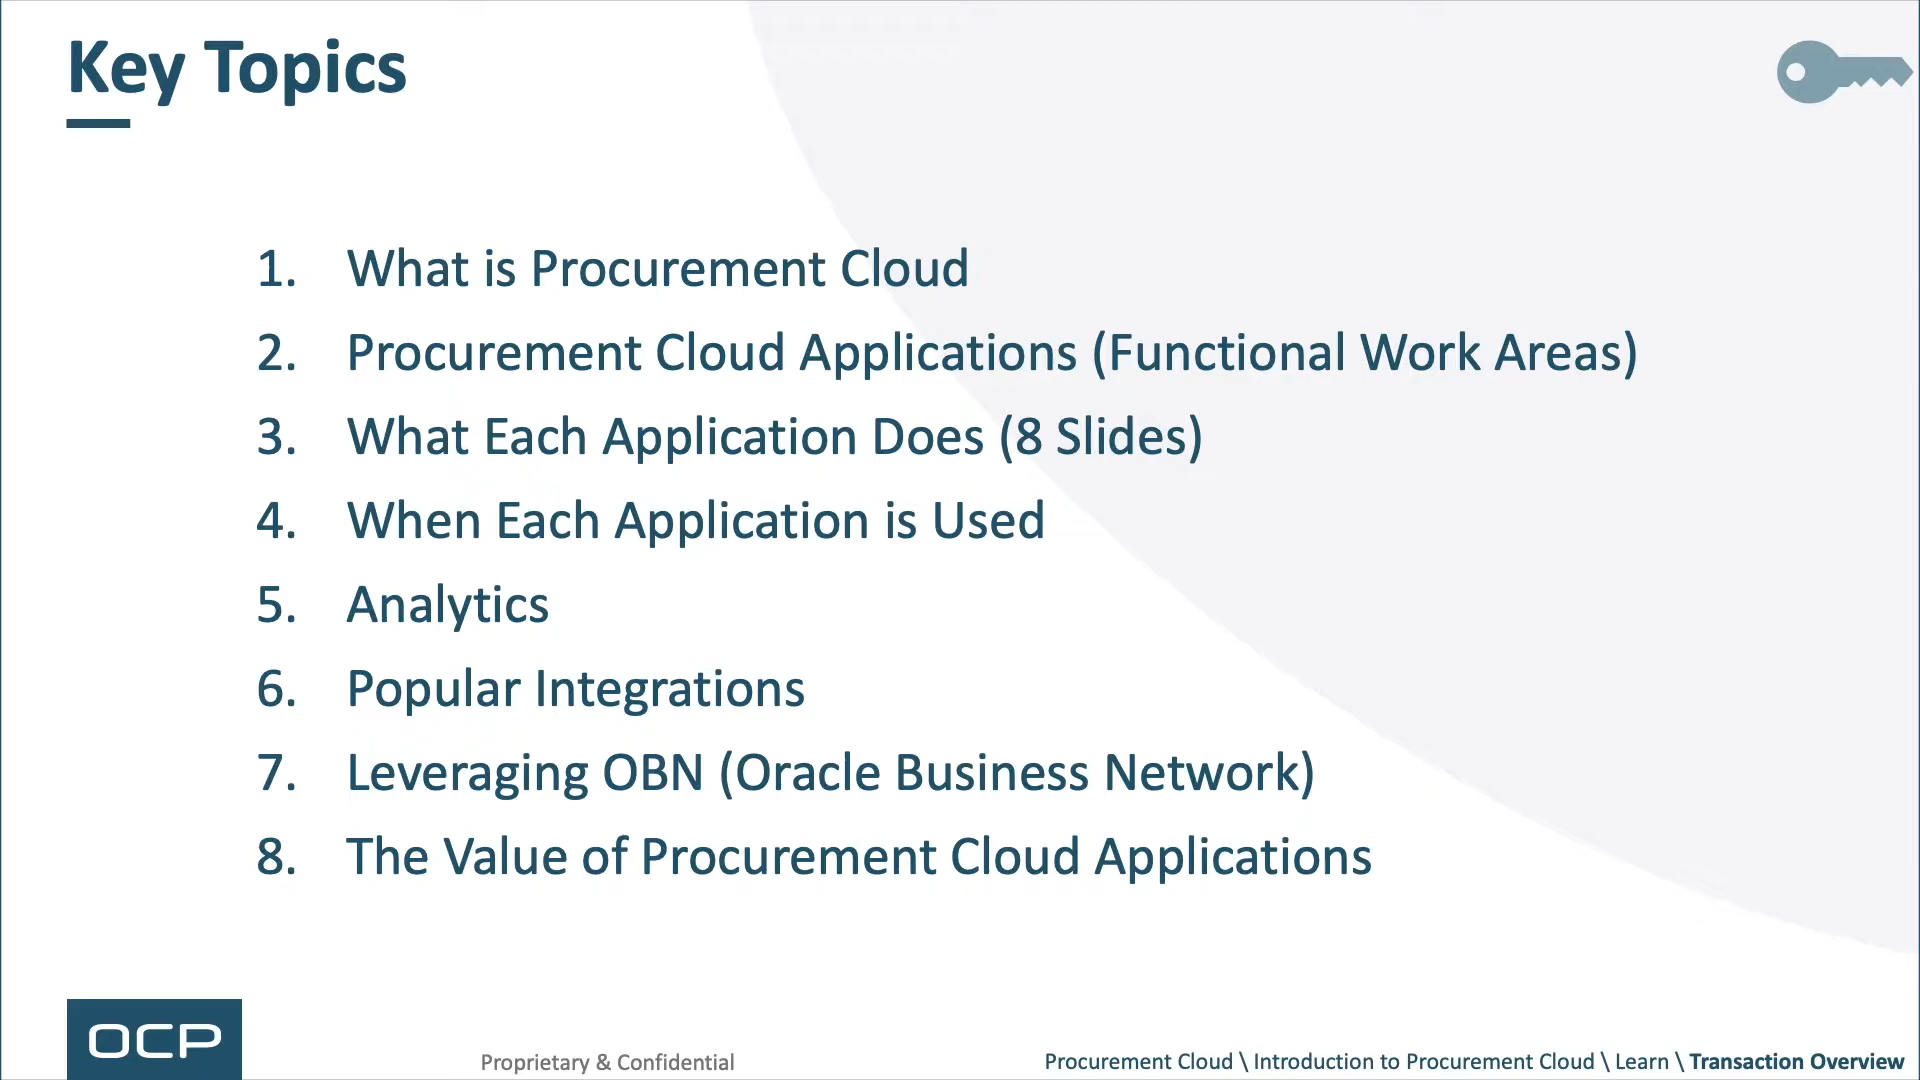 Key Topics
1. What is Procurement Cloud
2. Procurement Cloud Applications (Functional Work Areas)
3. What Each Application Does (8 Slides)
4. When Each Application is Used
5. Analytics
6. Popular Integrations
7. Leveraging OBN (Oracle Business Network)
8. The Value of Procurement Cloud Applications
OCP
Proprietary & Confidential
Procurement Cloud \ Introduction to Procurement Cloud \ Learn \ Transaction Overview